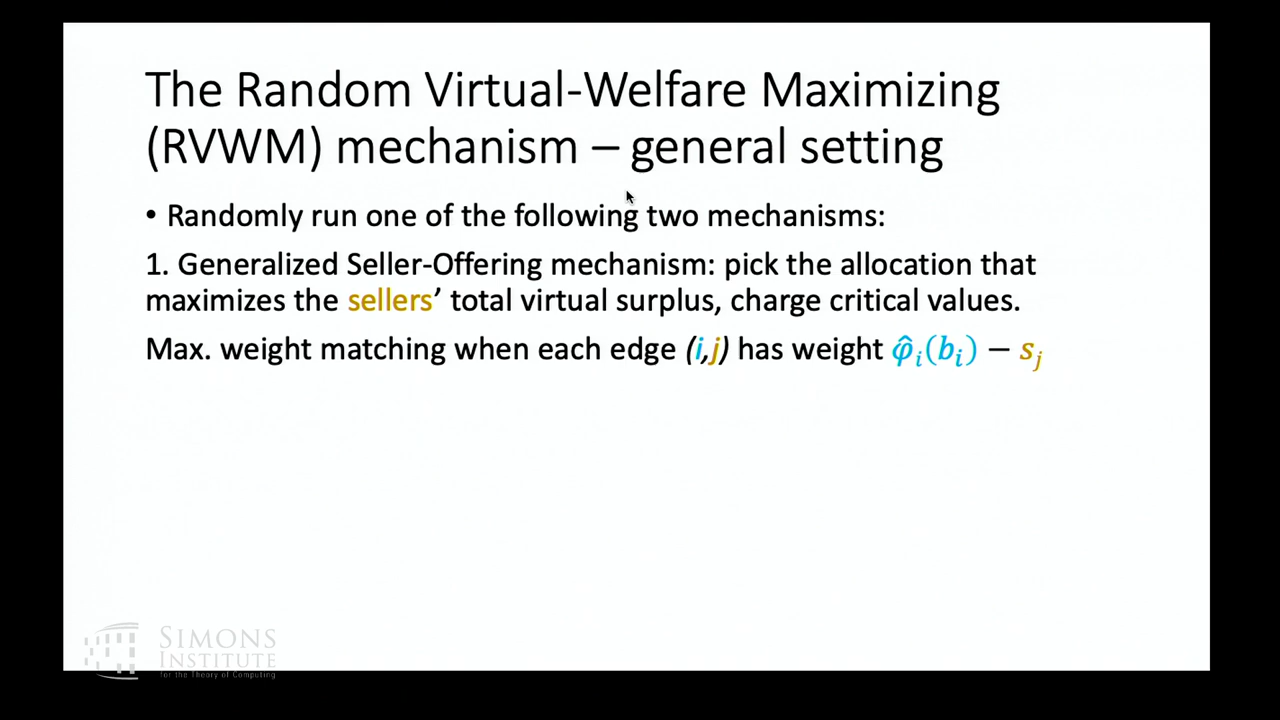 The Random Virtual-Welfare Maximizing
(RVWM) mechanism – general setting
• Randomly run one of the following two mechanisms:
1. Generalized Seller-Offering mechanism: pick the allocation that
maximizes the sellers’ total virtual surplus, charge critical values.
Max. weight matching when each edge (i,j) has weight φ̂ᵢ(bᵢ) − sⱼ
SIMONS
INSTITUTE
for the Theory of Computing